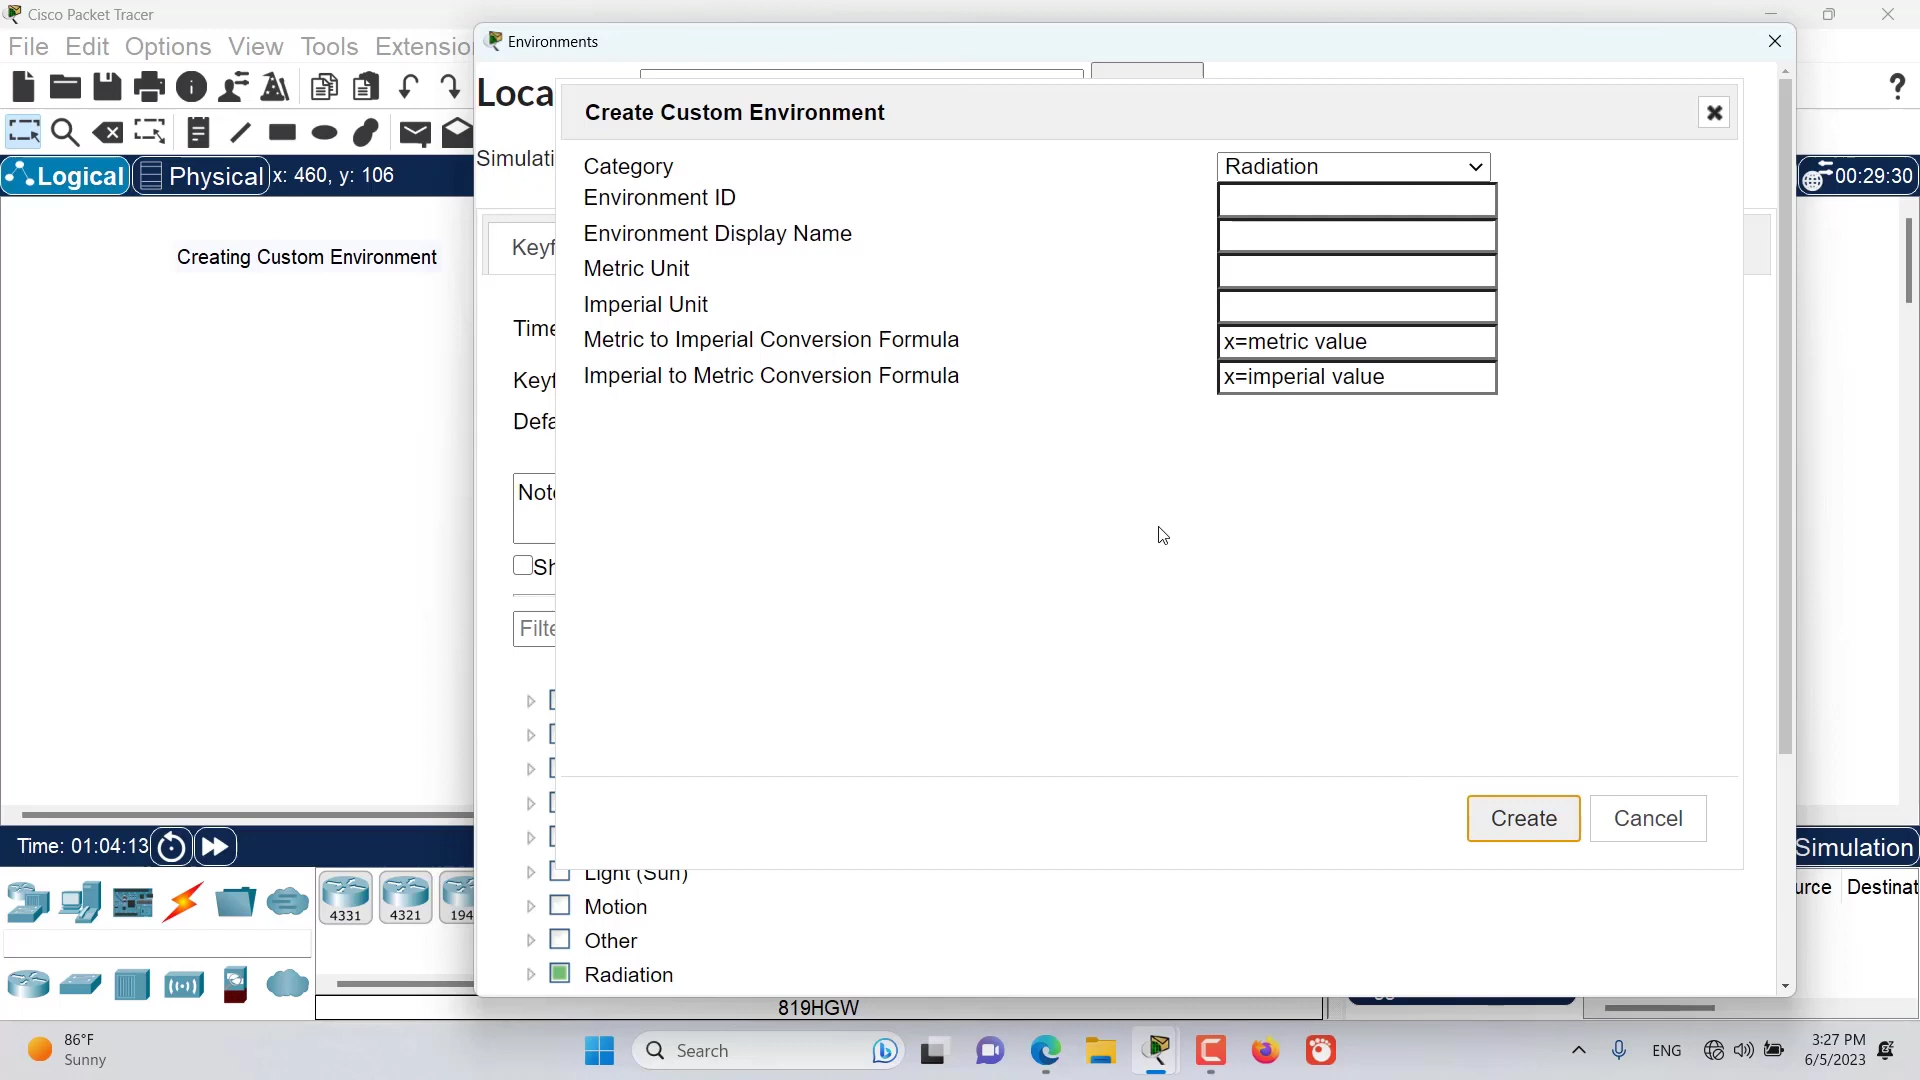 Cisco Packet Tracer
File Edit Options View Tools Extensio
Environments
Loca
Create Custom Environment
Simulati
Logical Physical x: 460, y: 106
00:29:30
Category Radiation
Environment ID
Environment Display Name
Metric Unit
Imperial Unit
Metric to Imperial Conversion Formula x=metric value
Imperial to Metric Conversion Formula x=imperial value
Creating Custom Environment
Keyf
Time
Keyf
Defa
Note
Sh
Filte
Create Cancel
Light (Sun)
Motion
Other
Radiation
Time: 01:04:13
Simulation
urce Destinat
4331 4321 194
819HGW
86°F
Sunny
Search
ENG
3:27 PM
6/5/2023